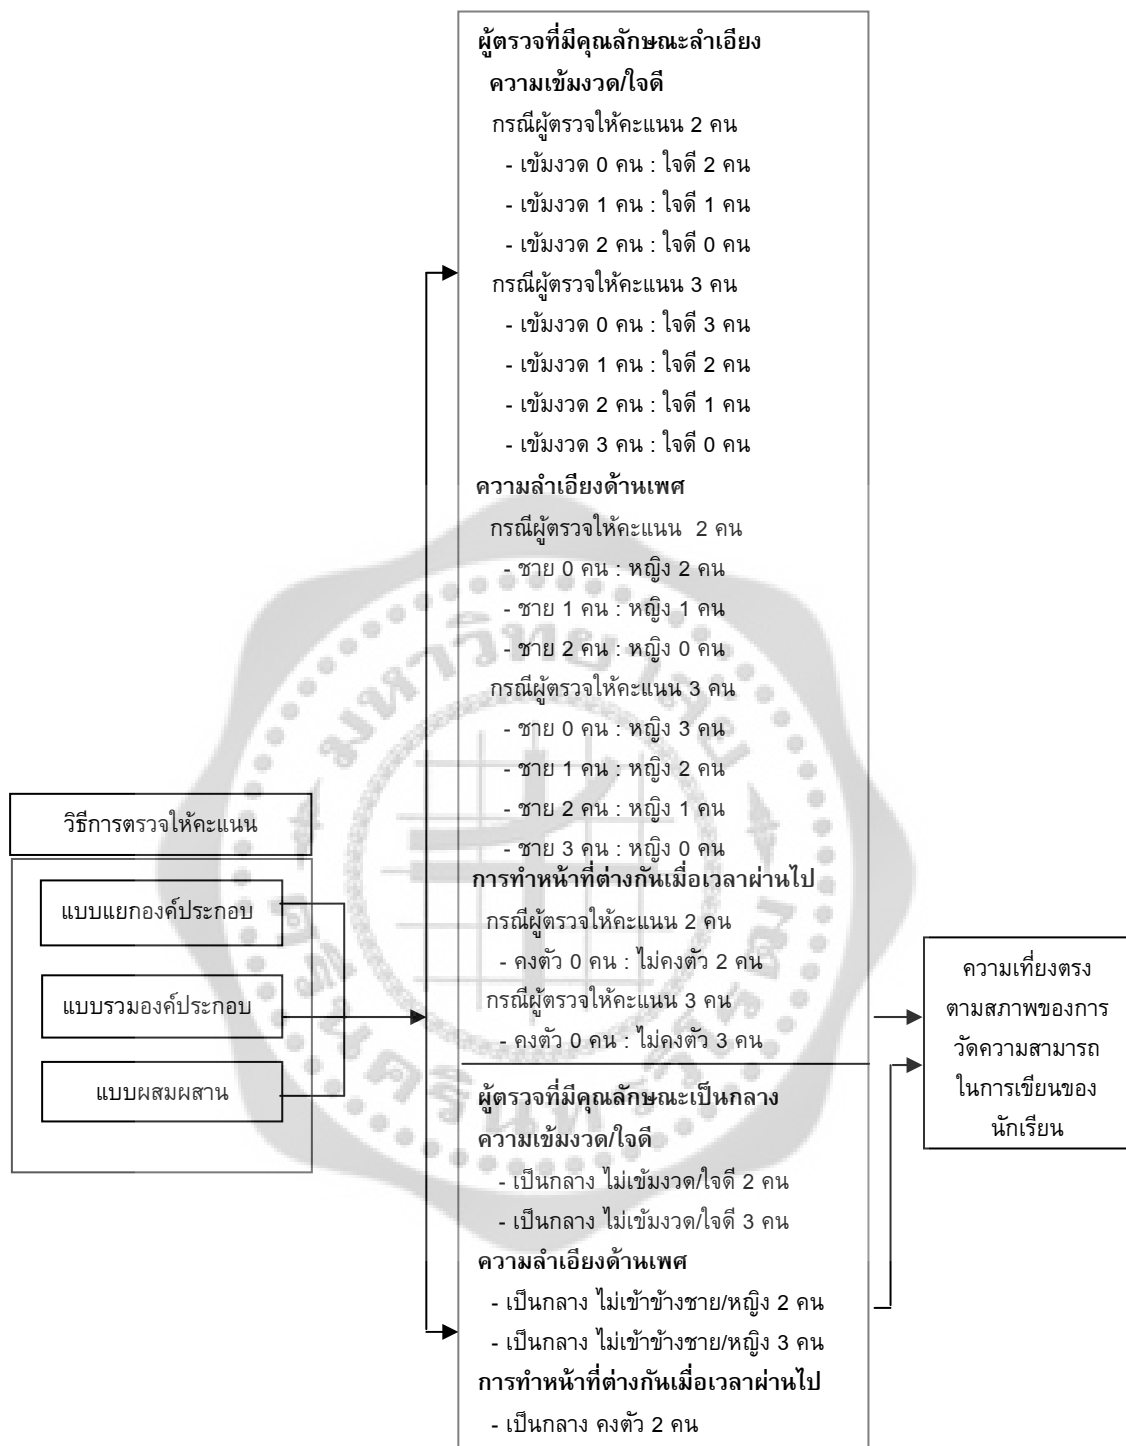 วิธีการตรวจให้คะแนน
แบบแยกองค์ประกอบ
แบบรวมองค์ประกอบ
แบบผสมผสาน
ผู้ตรวจที่มีคุณลักษณะลำเอียง
ความเข้มงวด/ใจดี
กรณีผู้ตรวจให้คะแนน 2 คน
- เข้มงวด 0 คน : ใจดี 2 คน
- เข้มงวด 1 คน : ใจดี 1 คน
- เข้มงวด 2 คน : ใจดี 0 คน
กรณีผู้ตรวจให้คะแนน 3 คน
- เข้มงวด 0 คน : ใจดี 3 คน
- เข้มงวด 1 คน : ใจดี 2 คน
- เข้มงวด 2 คน : ใจดี 1 คน
- เข้มงวด 3 คน : ใจดี 0 คน
ความลำเอียงด้านเพศ
กรณีผู้ตรวจให้คะแนน 2 คน
- ชาย 0 คน : หญิง 2 คน
- ชาย 1 คน : หญิง 1 คน
- ชาย 2 คน : หญิง 0 คน
กรณีผู้ตรวจให้คะแนน 3 คน
- ชาย 0 คน : หญิง 3 คน
- ชาย 1 คน : หญิง 2 คน
- ชาย 2 คน : หญิง 1 คน
- ชาย 3 คน : หญิง 0 คน
การทำหน้าที่ต่างกันเมื่อเวลาผ่านไป
กรณีผู้ตรวจให้คะแนน 2 คน
- คงตัว 0 คน : ไม่คงตัว 2 คน
กรณีผู้ตรวจให้คะแนน 3 คน
- คงตัว 0 คน : ไม่คงตัว 3 คน
ผู้ตรวจที่มีคุณลักษณะเป็นกลาง
ความเข้มงวด/ใจดี
- เป็นกลาง ไม่เข้มงวด/ใจดี 2 คน
- เป็นกลาง ไม่เข้มงวด/ใจดี 3 คน
ความลำเอียงด้านเพศ
- เป็นกลาง ไม่เข้าข้างชาย/หญิง 2 คน
- เป็นกลาง ไม่เข้าข้างชาย/หญิง 3 คน
การทำหน้าที่ต่างกันเมื่อเวลาผ่านไป
- เป็นกลาง คงตัว 2 คน
ความเที่ยงตรง
ตามสภาพของการ
วัดความสามารถ
ในการเขียนของ
นักเรียน
มหาวิทยาลัย
ศรีนครินทรวิโรฒ